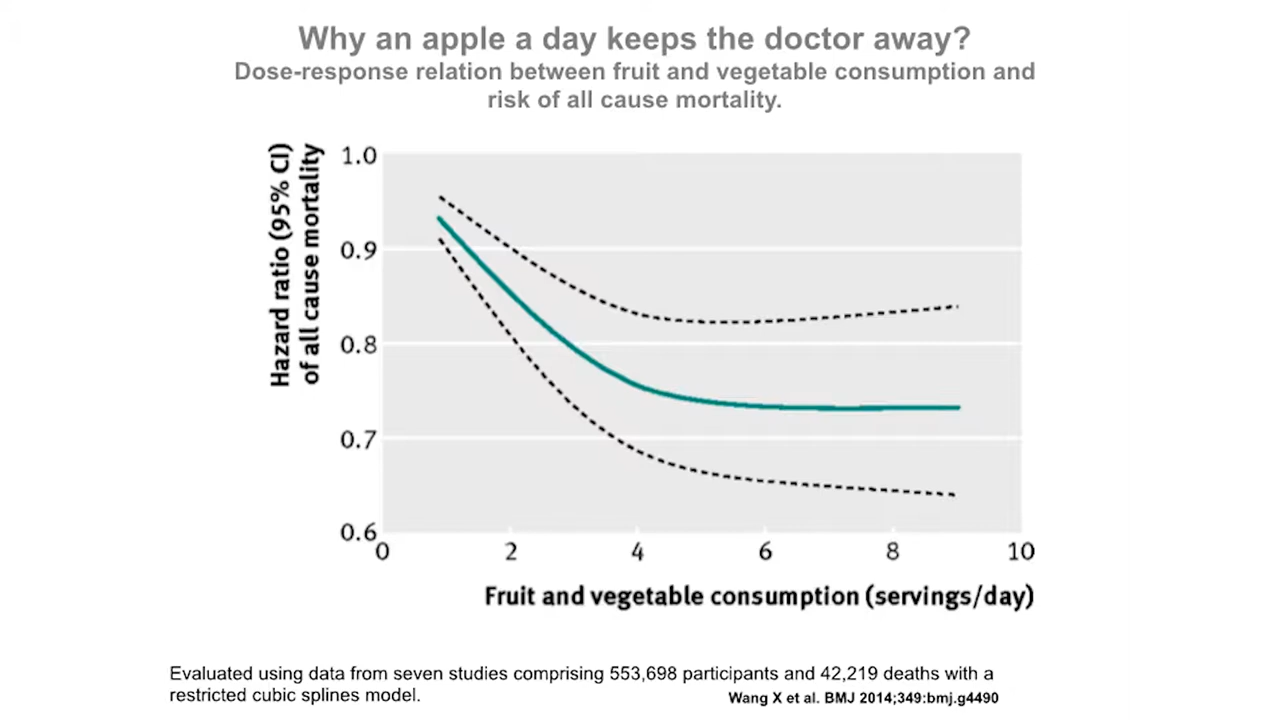 Why an apple a day keeps the doctor away?
Dose-response relation between fruit and vegetable consumption and
risk of all cause mortality.
Hazard ratio (95% CI)
of all cause mortality
1.0
0.9
0.8
0.7
0.6
0 2 4 6 8 10
Fruit and vegetable consumption (servings/day)
Evaluated using data from seven studies comprising 553,698 participants and 42,219 deaths with a
restricted cubic splines model.
Wang X et al. BMJ 2014;349:bmj.g4490